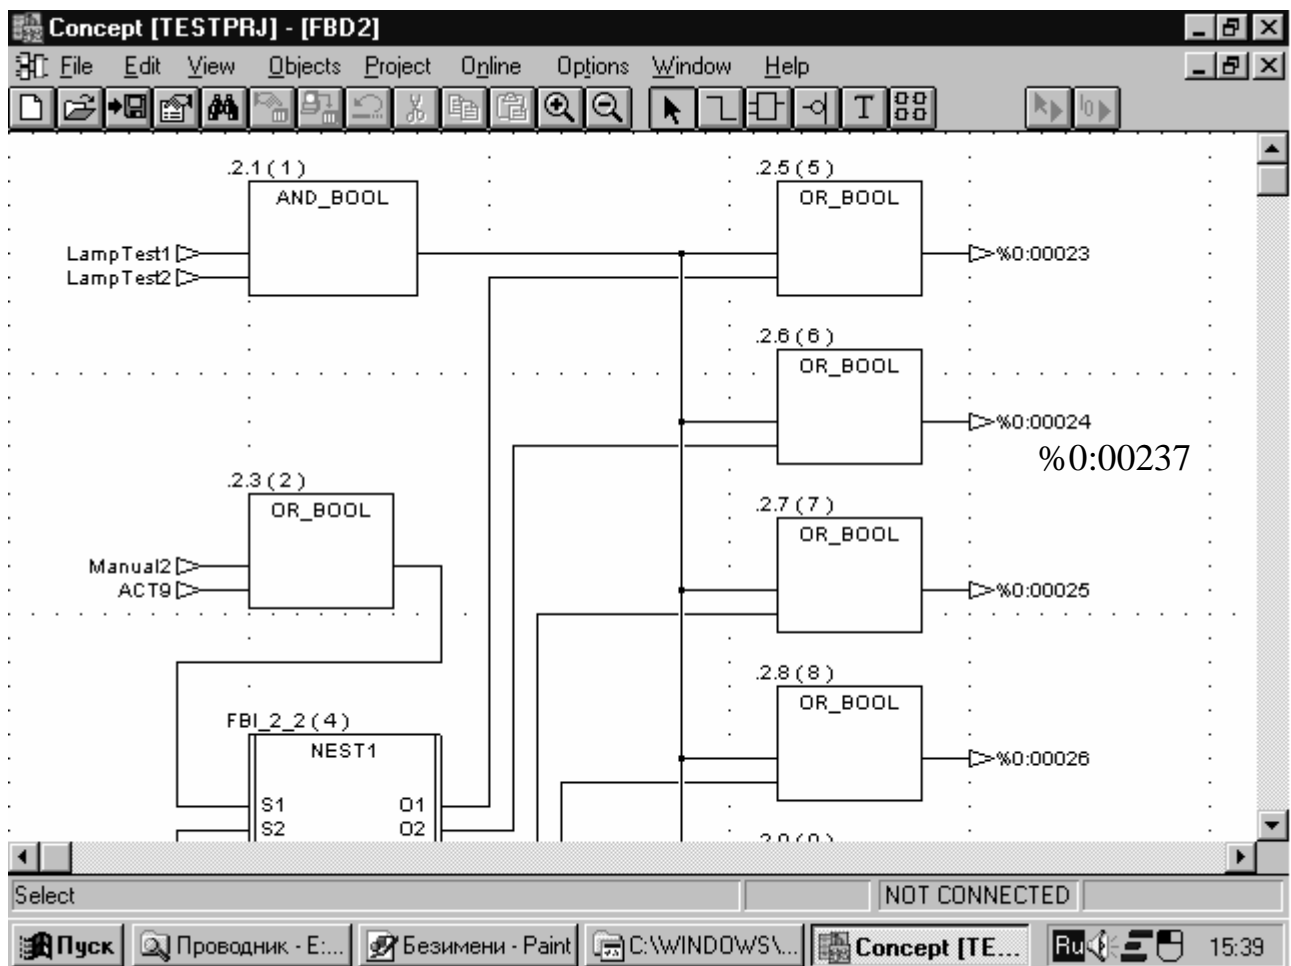 Concept [TESTPRJ] - [FBD2]
File Edit View Objects Project Online Options Window Help
T
.2.1 ( 1 )
AND_BOOL
LampTest1
LampTest2
.2.5 ( 5 )
OR_BOOL
%0:00023
.2.6 ( 6 )
OR_BOOL
%0:00024
%0:00237
.2.3 ( 2 )
OR_BOOL
Manual2
ACT9
.2.7 ( 7 )
OR_BOOL
%0:00025
.2.8 ( 8 )
OR_BOOL
%0:00026
FBI_2_2 ( 4 )
NEST1
S1 O1
S2 O2
Select NOT CONNECTED
Пуск Проводник - E:... Безимени - Paint C:\WINDOWS\... Concept [TE... Ru 15:39